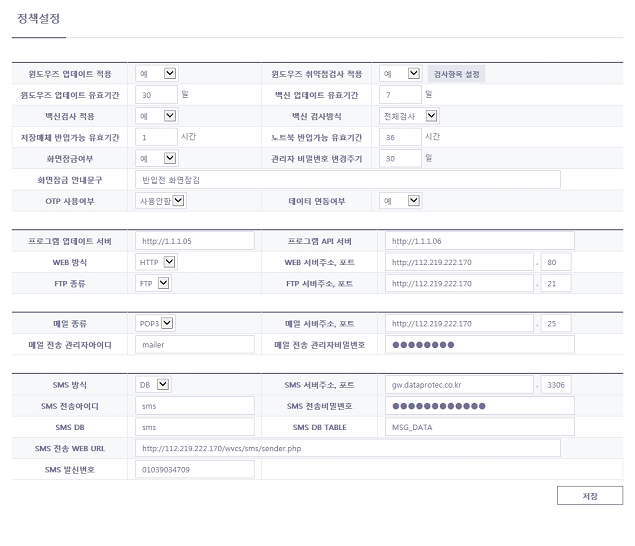 정책설정
윈도우즈 업데이트 적용 예 윈도우즈 취약점검사 적용 예 검사항목 설정
윈도우즈 업데이트 유효기간 30 일 백신 업데이트 유효기간 7 일
백신검사 적용 예 백신 검사방식 전체검사
저장매체 반입가능 유효기간 1 시간 노트북 반입가능 유효기간 36 시간
화면잠금여부 예 관리자 비밀번호 변경주기 30 일
화면잠금 안내문구 반입전 화면잠김
OTP 사용여부 사용안함 데이터 연동여부 예
프로그램 업데이트 서버 http://1.1.1.05 프로그램 API 서버 http://1.1.1.06
WEB 방식 HTTP WEB 서버주소, 포트 http://112.219.222.170 , 80
FTP 종류 FTP FTP 서버주소, 포트 http://112.219.222.170 , 21
메일 종류 POP3 메일 서버주소, 포트 http://112.219.222.170 , 25
메일 전송 관리자아이디 mailer 메일 전송 관리자비밀번호 ●●●●●●●●
SMS 방식 DB SMS 서버주소, 포트 gw.dataprotec.co.kr , 3306
SMS 전송아이디 sms SMS 전송비밀번호 ●●●●●●●●●●●●
SMS DB sms SMS DB TABLE MSG_DATA
SMS 전송 WEB URL http://112.219.222.170/wvcs/sms/sender.php
SMS 발신번호 01039034709
저장